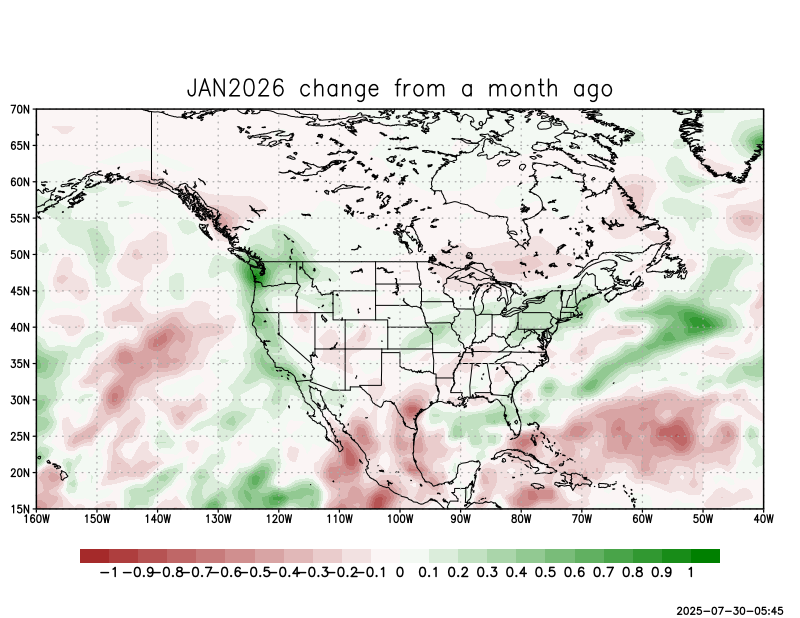 JAN2026 change from a month ago
70N
65N
60N
55N
50N
45N
40N
35N
30N
25N
20N
15N
160W 150W 140W 130W 120W 110W 100W 90W 80W 70W 60W 50W 40W
-1 -0.9 -0.8 -0.7 -0.6 -0.5 -0.4 -0.3 -0.2 -0.1 0 0.1 0.2 0.3 0.4 0.5 0.6 0.7 0.8 0.9 1
2025-07-30-05:45